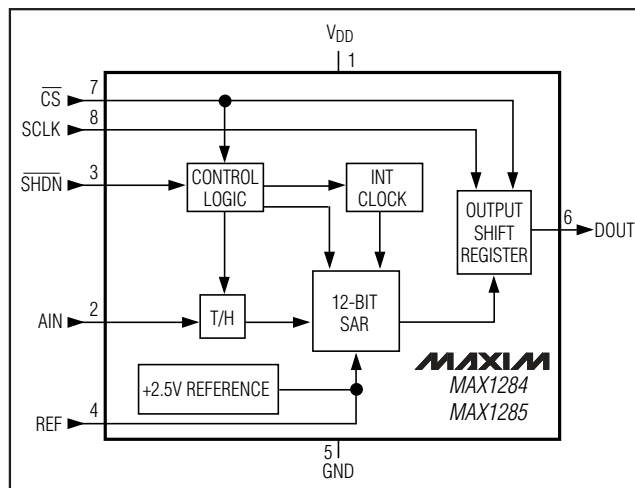 VDD
1
CS
7
SCLK
8
SHDN
3
CONTROL
LOGIC
INT
CLOCK
OUTPUT
SHIFT
REGISTER
6
DOUT
AIN
2
T/H
12-BIT
SAR
+2.5V REFERENCE
MAXIM
MAX1284
MAX1285
REF
4
5
GND